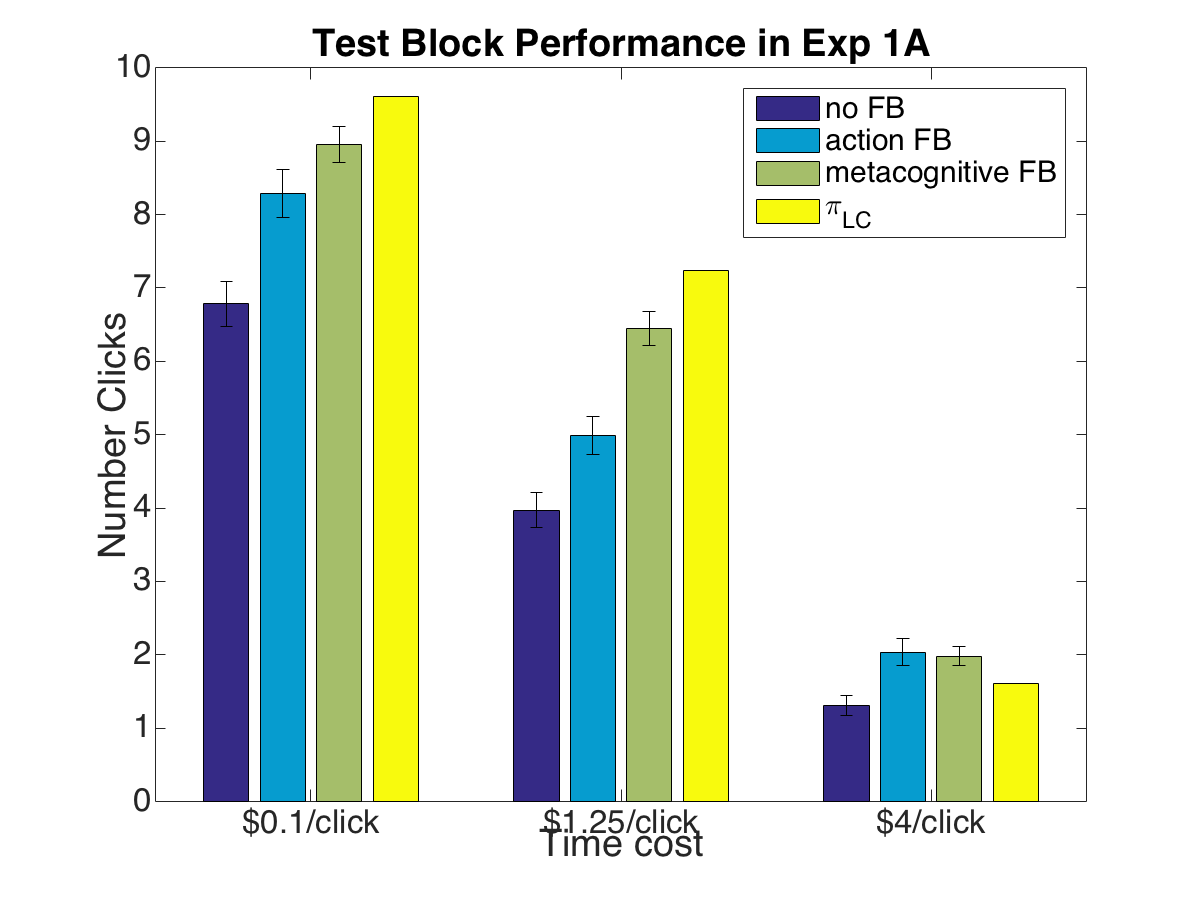 Test Block Performance in Exp 1A
10
9
8
7
6
5
4
3
2
1
0
Number Clicks
no FB
action FB
metacognitive FB
π_LC
$0.1/click
$1.25/click
$4/click
Time cost